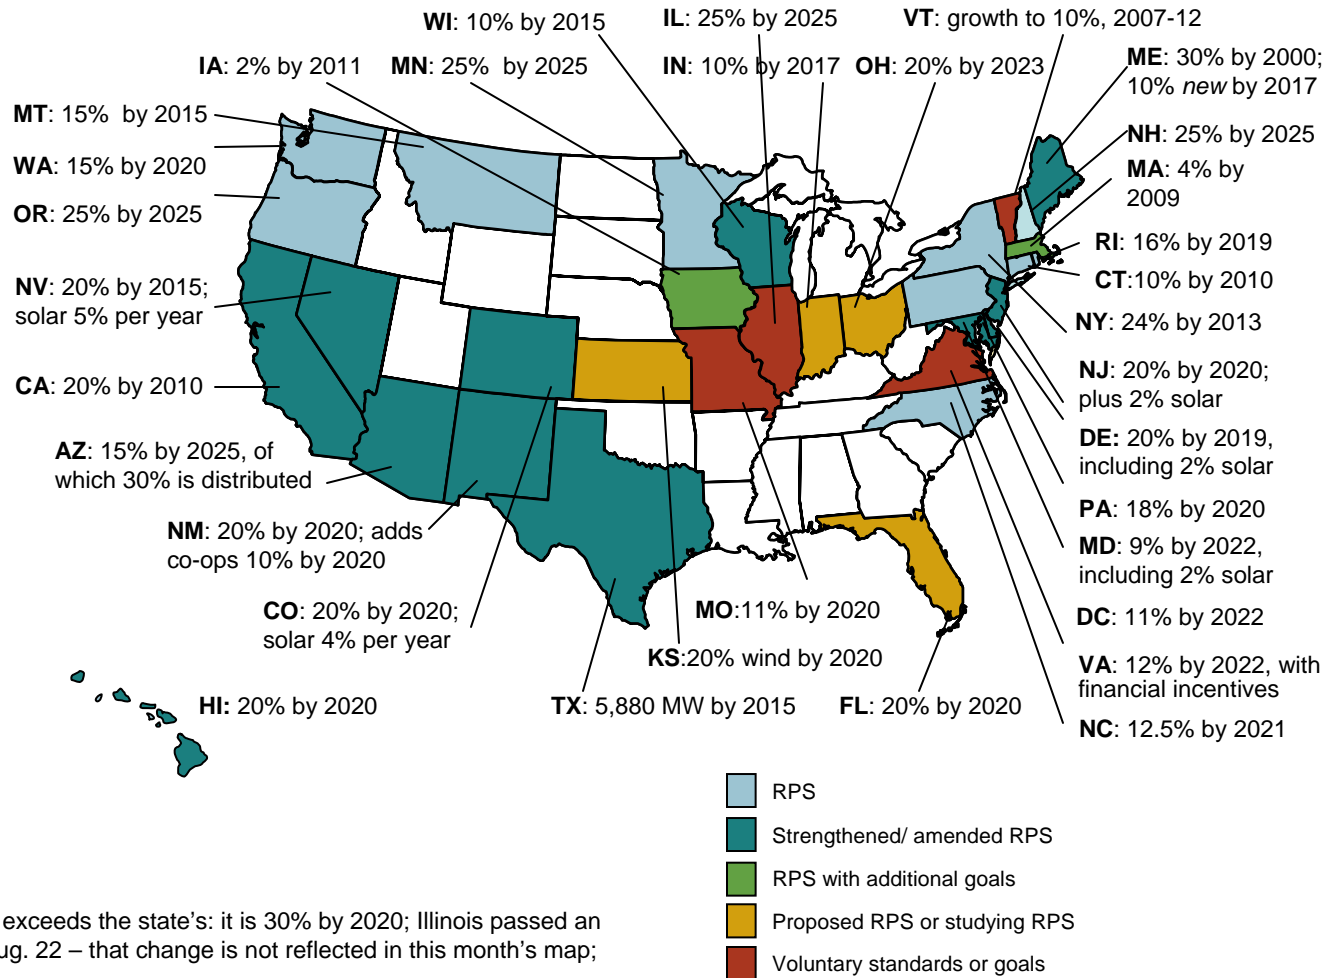 WI: 10% by 2015
IL: 25% by 2025
VT: growth to 10%, 2007-12
IA: 2% by 2011
MN: 25% by 2025
IN: 10% by 2017
OH: 20% by 2023
ME: 30% by 2000;
10% new by 2017
MT: 15% by 2015
NH: 25% by 2025
WA: 15% by 2020
MA: 4% by
2009
OR: 25% by 2025
RI: 16% by 2019
CT:10% by 2010
NV: 20% by 2015;
solar 5% per year
NY: 24% by 2013
CA: 20% by 2010
NJ: 20% by 2020;
plus 2% solar
AZ: 15% by 2025, of
which 30% is distributed
DE: 20% by 2019,
including 2% solar
NM: 20% by 2020; adds
co-ops 10% by 2020
PA: 18% by 2020
MD: 9% by 2022,
including 2% solar
CO: 20% by 2020;
solar 4% per year
MO:11% by 2020
DC: 11% by 2022
KS:20% wind by 2020
VA: 12% by 2022, with
financial incentives
HI: 20% by 2020
TX: 5,880 MW by 2015
FL: 20% by 2020
NC: 12.5% by 2021
RPS
Strengthened/ amended RPS
RPS with additional goals
Proposed RPS or studying RPS
Voluntary standards or goals
exceeds the state's: it is 30% by 2020; Illinois passed an
ug. 22 – that change is not reflected in this month's map;